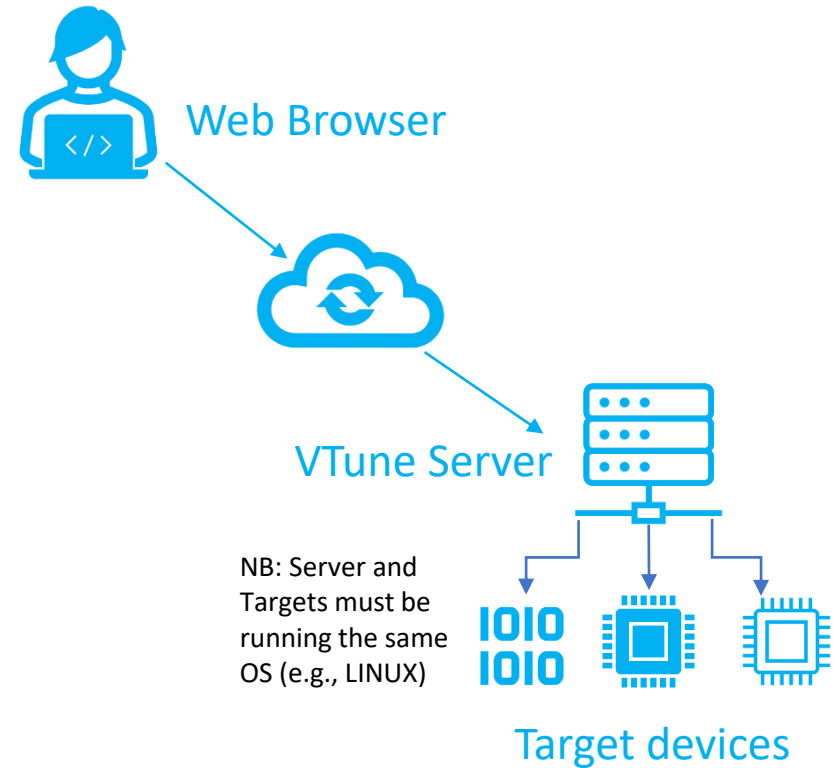 </>
Web Browser
VTune Server
NB: Server and
Targets must be
running the same
OS (e.g., LINUX)
1010
1010
Target devices